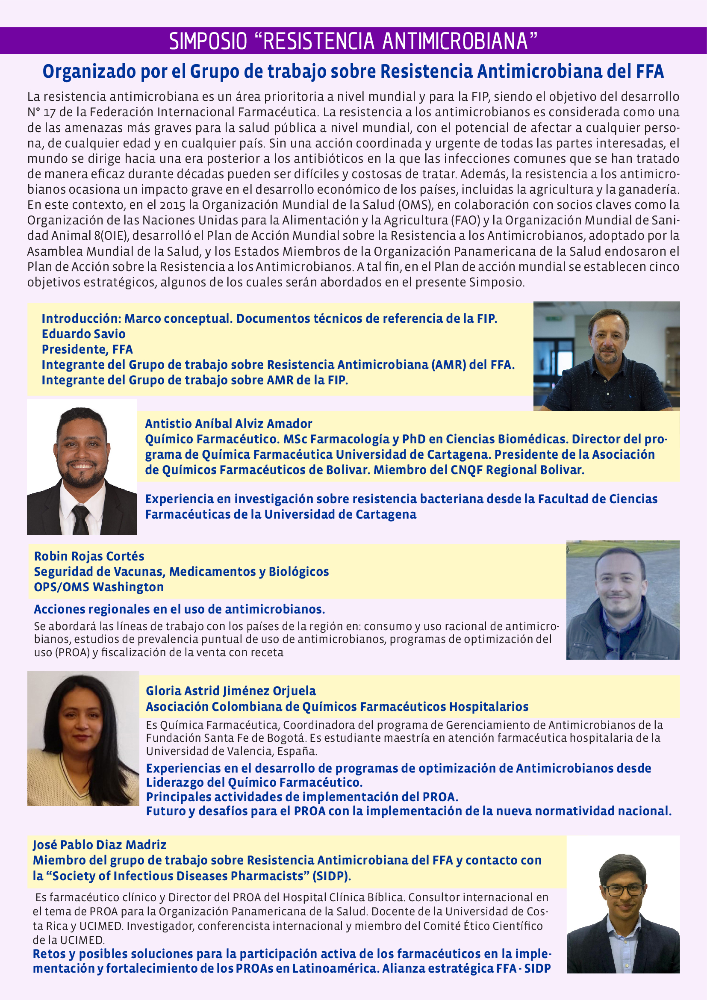 SIMPOSIO “RESISTENCIA ANTIMICROBIANA”
Organizado por el Grupo de trabajo sobre Resistencia Antimicrobiana del FFA
La resistencia antimicrobiana es un área prioritoria a nivel mundial y para la FIP, siendo el objetivo del desarrollo
N° 17 de la Federación Internacional Farmacéutica. La resistencia a los antimicrobianos es considerada como una
de las amenazas más graves para la salud pública a nivel mundial, con el potencial de afectar a cualquier perso-
na, de cualquier edad y en cualquier país. Sin una acción coordinada y urgente de todas las partes interesadas, el
mundo se dirige hacia una era posterior a los antibióticos en la que las infecciones comunes que se han tratado
de manera eficaz durante décadas pueden ser difíciles y costosas de tratar. Además, la resistencia a los antimicro-
bianos ocasiona un impacto grave en el desarrollo económico de los países, incluidas la agricultura y la ganadería.
En este contexto, en el 2015 la Organización Mundial de la Salud (OMS), en colaboración con socios claves como la
Organización de las Naciones Unidas para la Alimentación y la Agricultura (FAO) y la Organización Mundial de Sani-
dad Animal 8(OIE), desarrolló el Plan de Acción Mundial sobre la Resistencia a los Antimicrobianos, adoptado por la
Asamblea Mundial de la Salud, y los Estados Miembros de la Organización Panamericana de la Salud endosaron el
Plan de Acción sobre la Resistencia a los Antimicrobianos. A tal fin, en el Plan de acción mundial se establecen cinco
objetivos estratégicos, algunos de los cuales serán abordados en el presente Simposio.
Introducción: Marco conceptual. Documentos técnicos de referencia de la FIP.
Eduardo Savio
Presidente, FFA
Integrante del Grupo de trabajo sobre Resistencia Antimicrobiana (AMR) del FFA.
Integrante del Grupo de trabajo sobre AMR de la FIP.
Antistio Aníbal Alviz Amador
Químico Farmacéutico. MSc Farmacología y PhD en Ciencias Biomédicas. Director del pro-
grama de Química Farmacéutica Universidad de Cartagena. Presidente de la Asociación
de Químicos Farmacéuticos de Bolivar. Miembro del CNQF Regional Bolivar.
Experiencia en investigación sobre resistencia bacteriana desde la Facultad de Ciencias
Farmacéuticas de la Universidad de Cartagena
Robin Rojas Cortés
Seguridad de Vacunas, Medicamentos y Biológicos
OPS/OMS Washington
Acciones regionales en el uso de antimicrobianos.
Se abordará las líneas de trabajo con los países de la región en: consumo y uso racional de antimicro-
bianos, estudios de prevalencia puntual de uso de antimicrobianos, programas de optimización del
uso (PROA) y fiscalización de la venta con receta
Gloria Astrid Jiménez Orjuela
Asociación Colombiana de Químicos Farmacéuticos Hospitalarios
Es Química Farmacéutica, Coordinadora del programa de Gerenciamiento de Antimicrobianos de la
Fundación Santa Fe de Bogotá. Es estudiante maestría en atención farmacéutica hospitalaria de la
Universidad de Valencia, España.
Experiencias en el desarrollo de programas de optimización de Antimicrobianos desde
Liderazgo del Químico Farmacéutico.
Principales actividades de implementación del PROA.
Futuro y desafíos para el PROA con la implementación de la nueva normatividad nacional.
José Pablo Diaz Madriz
Miembro del grupo de trabajo sobre Resistencia Antimicrobiana del FFA y contacto con
la “Society of Infectious Diseases Pharmacists” (SIDP).
Es farmacéutico clínico y Director del PROA del Hospital Clínica Bíblica. Consultor internacional en
el tema de PROA para la Organización Panamericana de la Salud. Docente de la Universidad de Cos-
ta Rica y UCIMED. Investigador, conferencista internacional y miembro del Comité Ético Científico
de la UCIMED.
Retos y posibles soluciones para la participación activa de los farmacéuticos en la imple-
mentación y fortalecimiento de los PROAs en Latinoamérica. Alianza estratégica FFA - SIDP